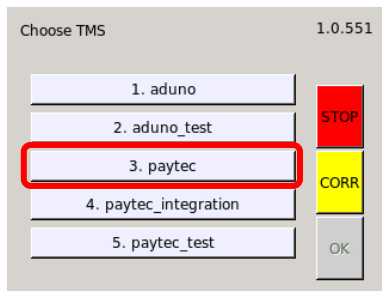 Choose TMS
1.0.551
1. aduno
2. aduno_test
STOP
3. paytec
CORR
4. paytec_integration
5. paytec_test
OK